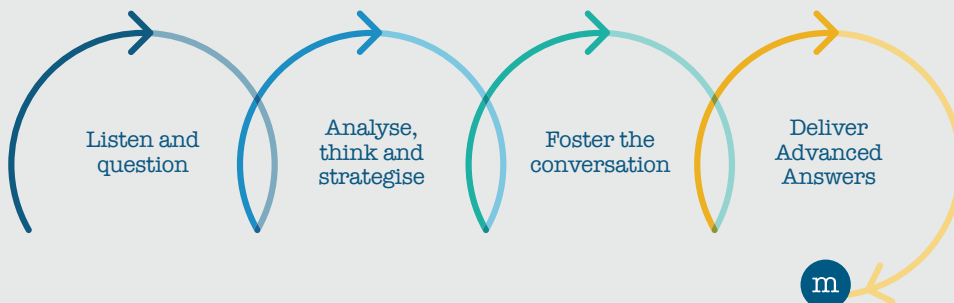 Listen and
question
Analyse,
think and
strategise
Foster the
conversation
Deliver
Advanced
Answers
m